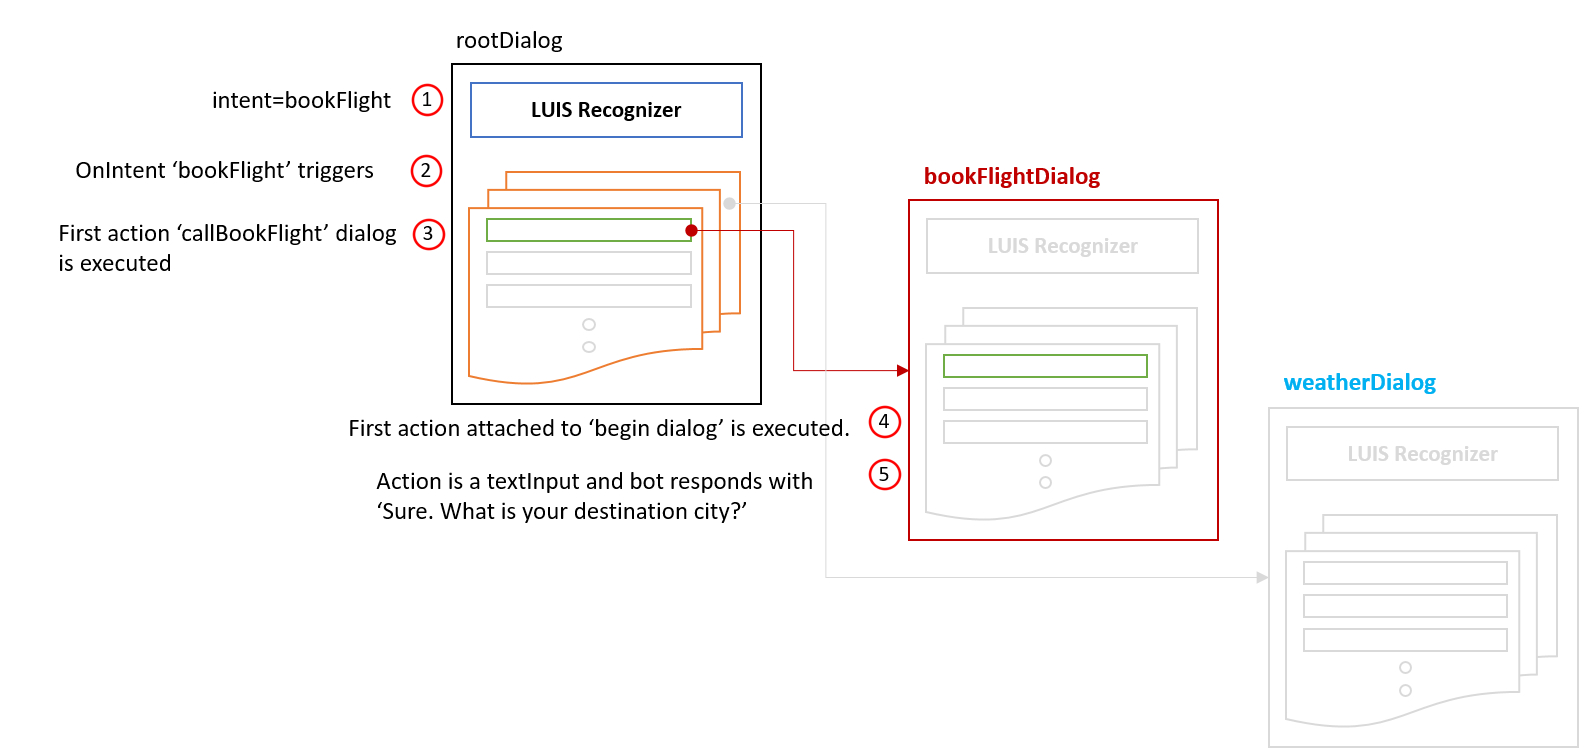 rootDialog
intent=bookFlight
1
LUIS Recognizer
OnIntent ‘bookFlight’ triggers
2
First action ‘callBookFlight’ dialog
is executed
3
bookFlightDialog
LUIS Recognizer
First action attached to ‘begin dialog’ is executed.
4
Action is a textInput and bot responds with
‘Sure. What is your destination city?’
5
weatherDialog
LUIS Recognizer